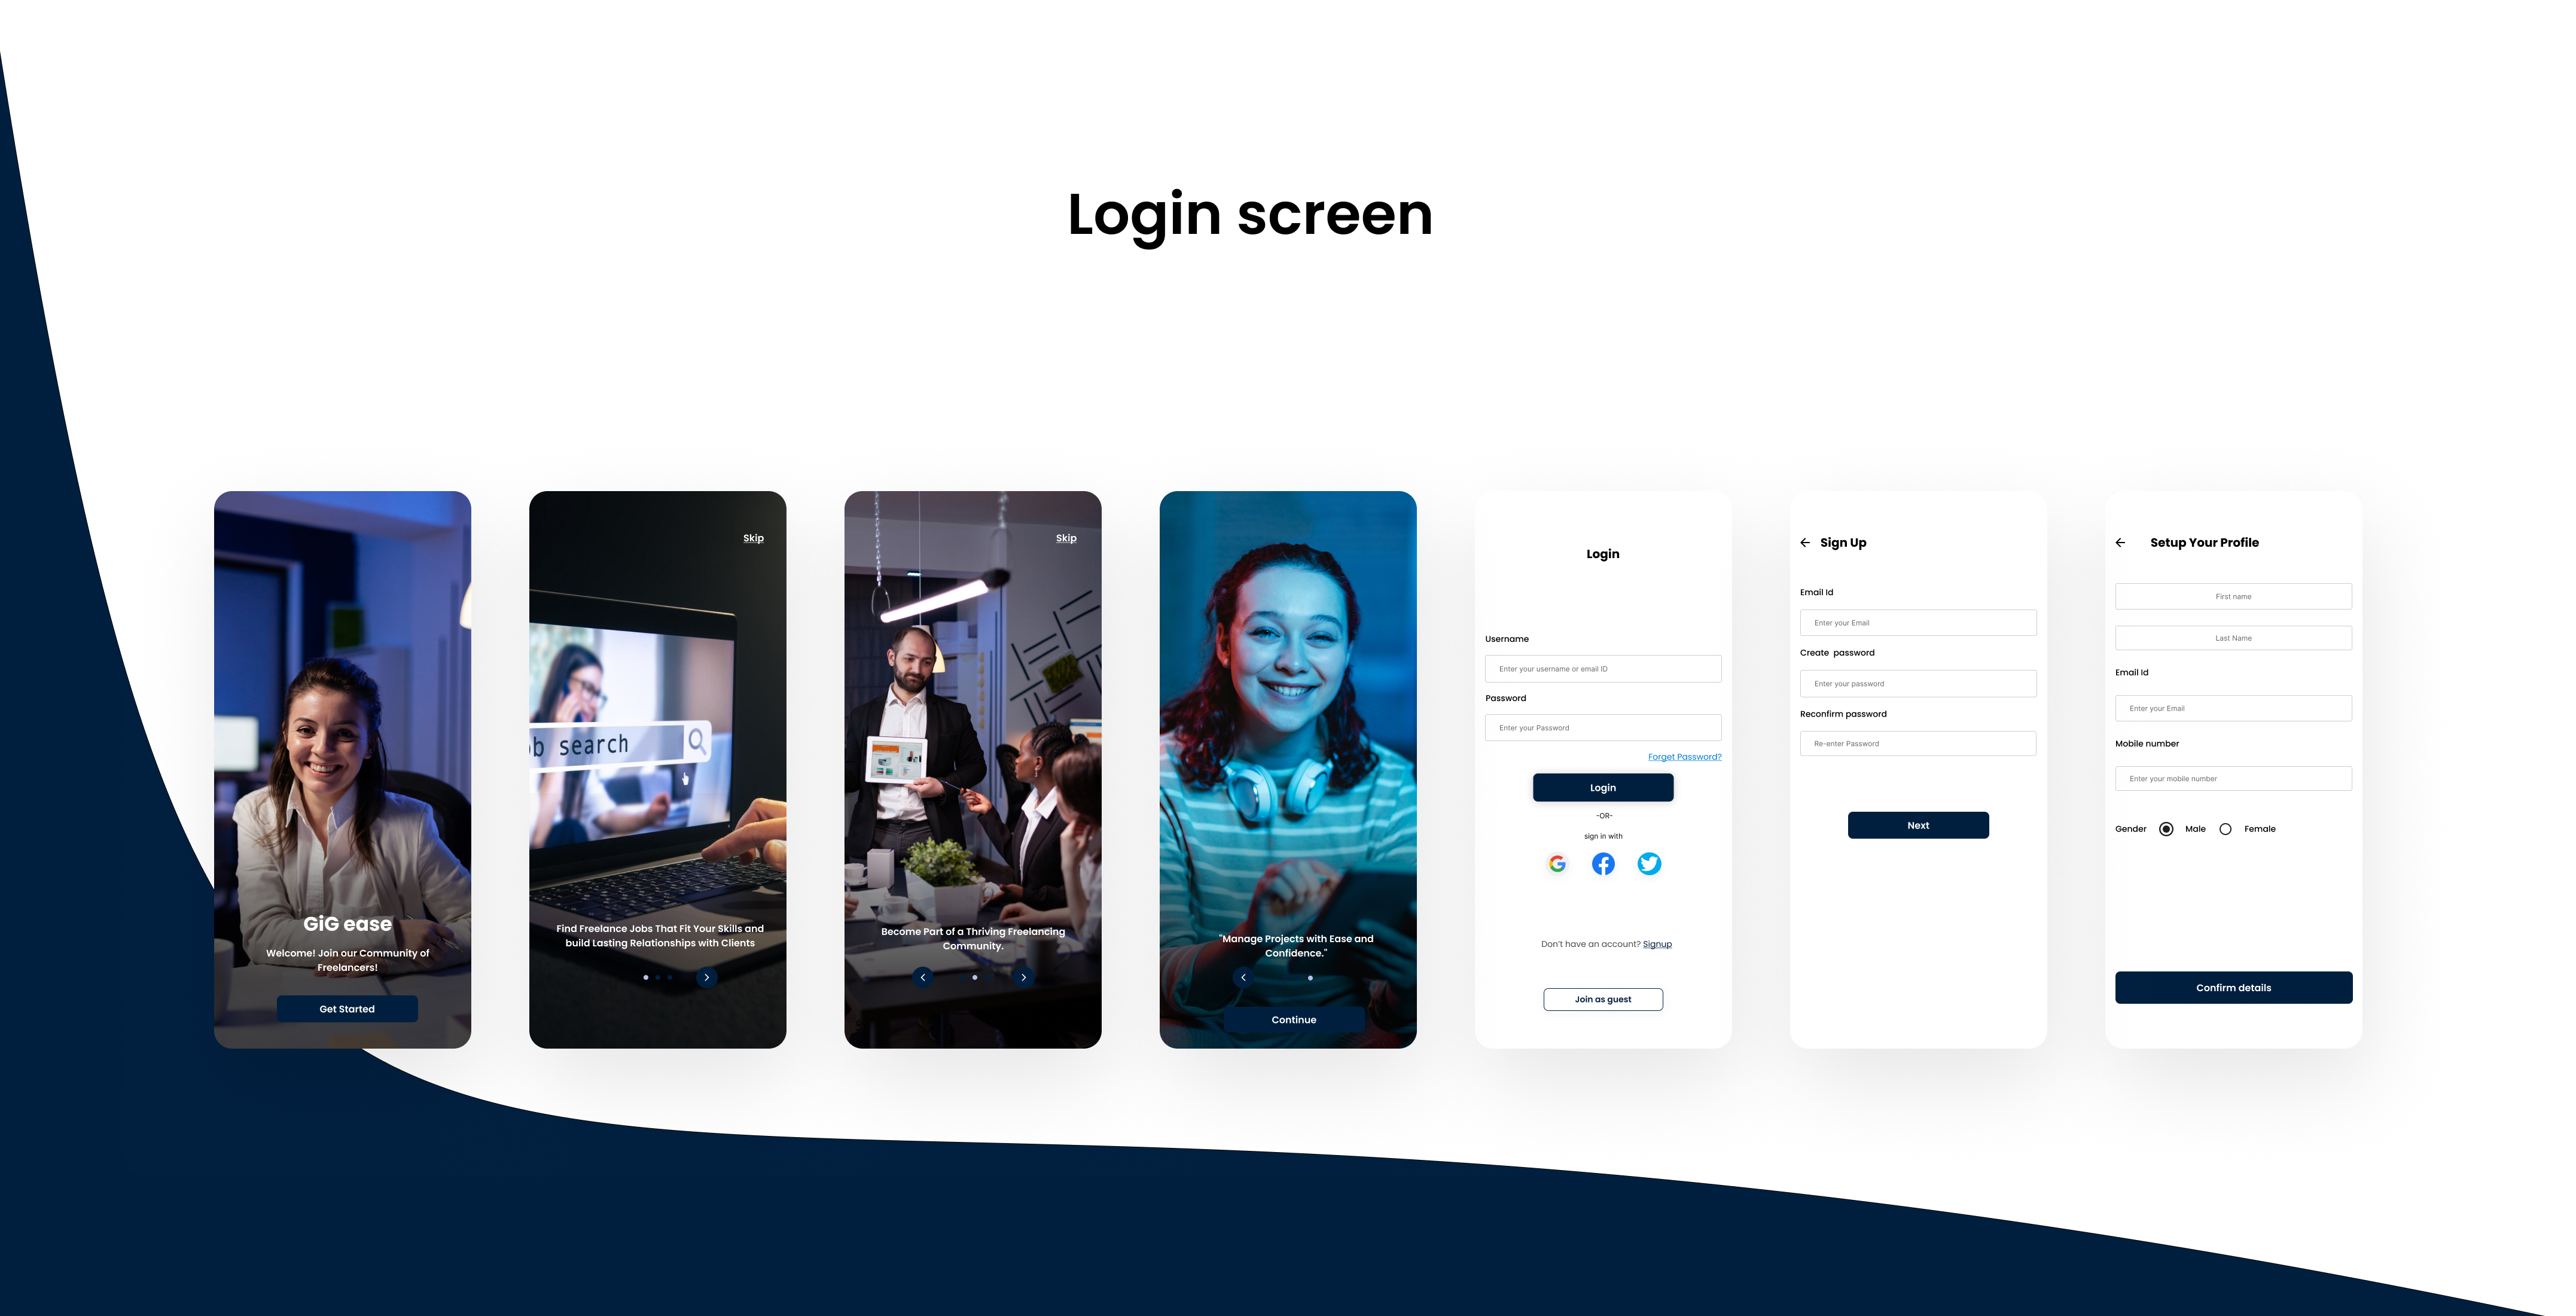 Login screen
GiG ease
Welcome! Join our Community of
Freelancers!
Get Started
Skip
b search
Find Freelance Jobs That Fit Your Skills and
build Lasting Relationships with Clients
Skip
Become Part of a Thriving Freelancing
Community.
"Manage Projects with Ease and
Confidence."
Continue
Login
Username
Enter your username or email ID
Password
Enter your Password
Forget Password?
Login
-OR-
sign in with
Don't have an account? Signup
Join as guest
Sign Up
Email Id
Enter your Email
Create password
Enter your password
Reconfirm password
Re-enter Password
Next
Setup Your Profile
First name
Last Name
Email Id
Enter your Email
Mobile number
Enter your mobile number
Gender Male Female
Confirm details